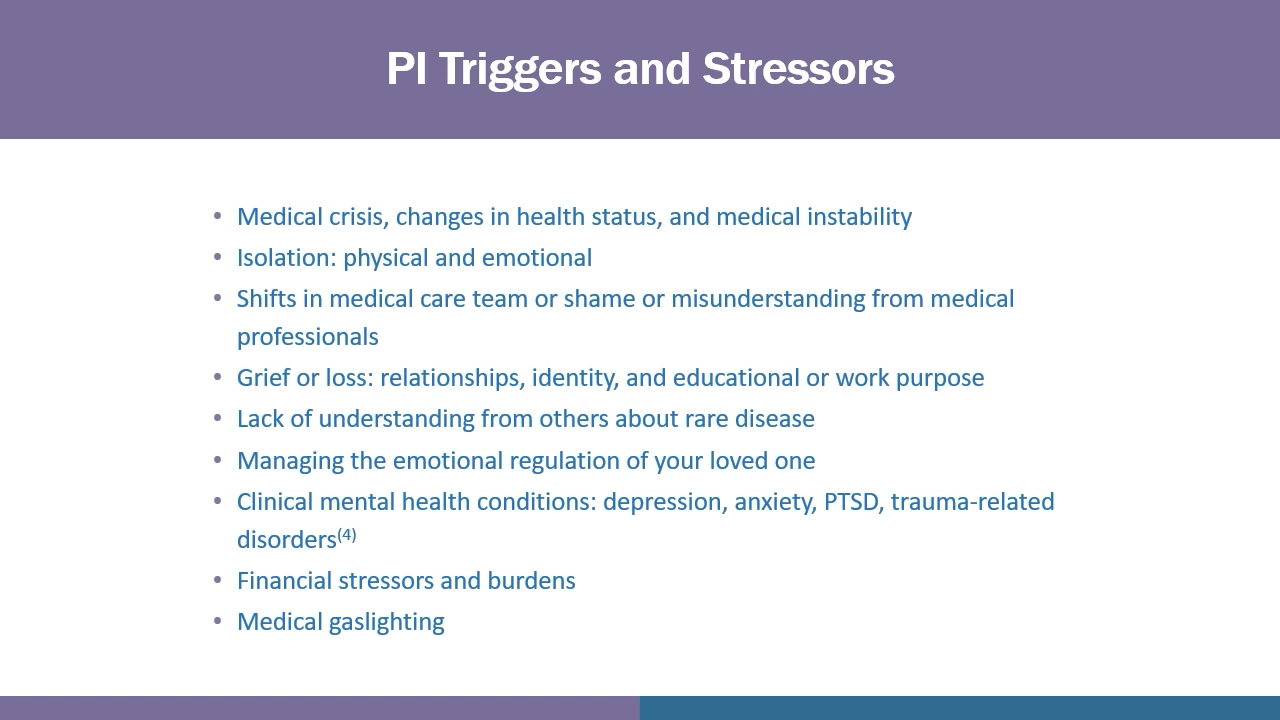 PI Triggers and Stressors
• Medical crisis, changes in health status, and medical instability
• Isolation: physical and emotional
• Shifts in medical care team or shame or misunderstanding from medical
professionals
• Grief or loss: relationships, identity, and educational or work purpose
• Lack of understanding from others about rare disease
• Managing the emotional regulation of your loved one
• Clinical mental health conditions: depression, anxiety, PTSD, trauma-related
disorders(4)
• Financial stressors and burdens
• Medical gaslighting